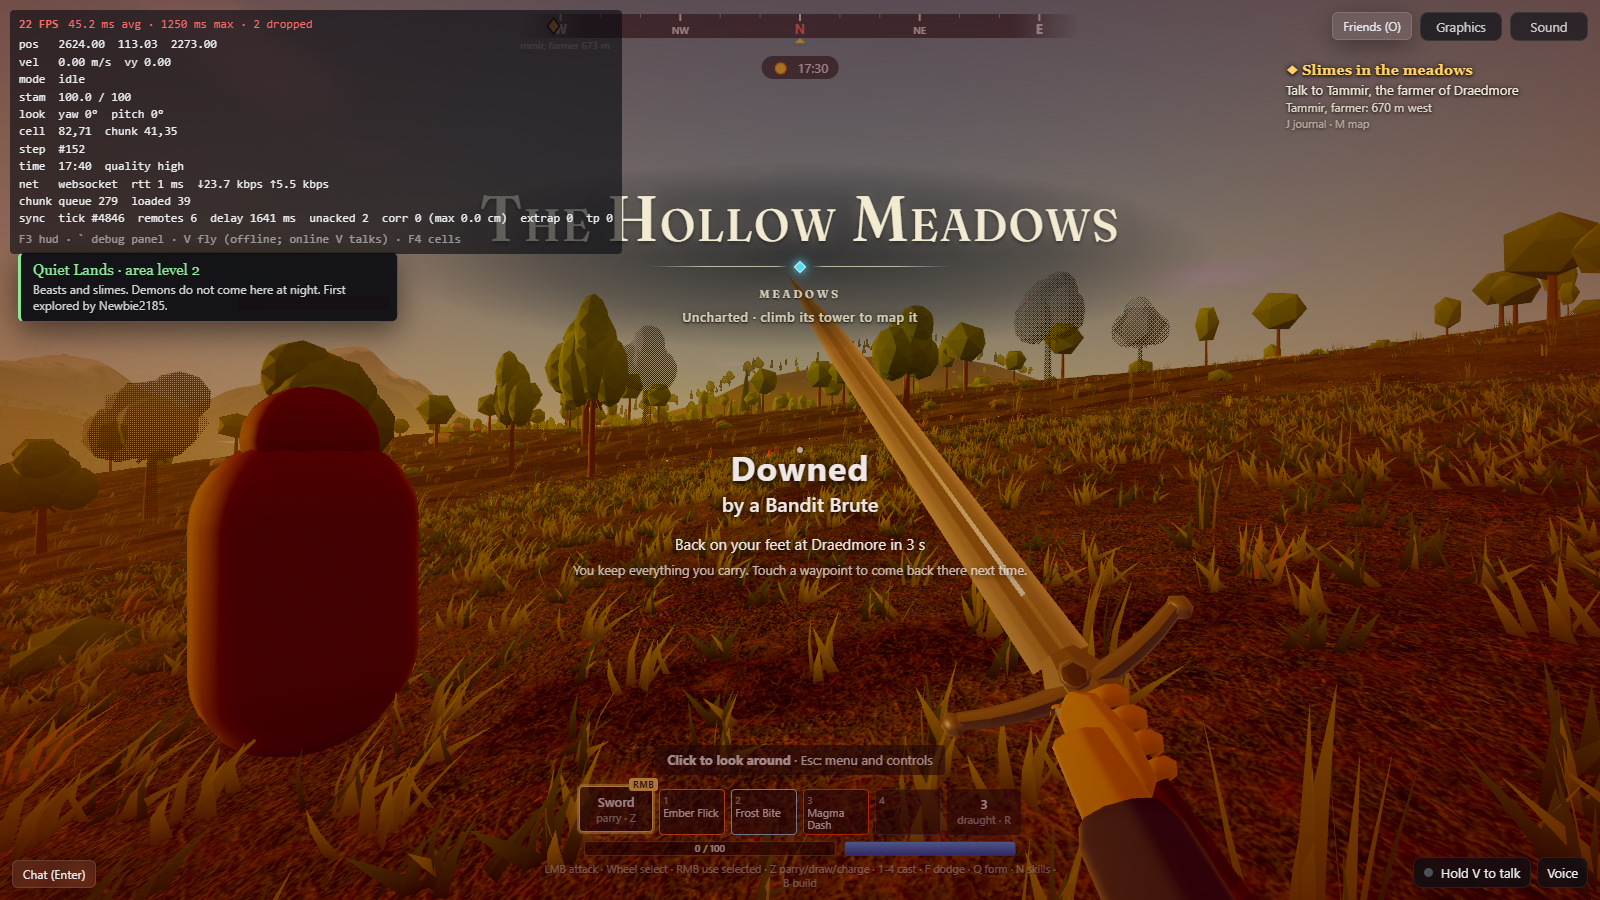 22 FPS 45.2 ms avg · 1250 ms max · 2 dropped
pos 2624.00 113.03 2273.00
vel 0.00 m/s vy 0.00
mode idle
stam 100.0 / 100
look yaw 0° pitch 0°
cell 82,71 chunk 41,35
step #152
time 17:40 quality high
net websocket rtt 1 ms ↓23.7 kbps ↑5.5 kbps
chunk queue 279 loaded 39
sync tick #4846 remotes 6 delay 1641 ms unacked 2 corr 0 (max 0.0 cm) extrap 0 tp 0
F3 hud · ` debug panel · V fly (offline; online V talks) · F4 cells
W NW N NE E
farmer 673 m
17:30
Friends (O) Graphics Sound
Slimes in the meadows
Talk to Tammir, the farmer of Draedmore
Tammir, farmer: 670 m west
J journal · M map
The Hollow Meadows
MEADOWS
Uncharted · climb its tower to map it
Quiet Lands · area level 2
Beasts and slimes. Demons do not come here at night. First
explored by Newbie2185.
Downed
by a Bandit Brute
Back on your feet at Draedmore in 3 s
You keep everything you carry. Touch a waypoint to come back there next time.
Click to look around · Esc: menu and controls
RMB
Sword
parry · Z
1
Ember Flick
2
Frost Bite
3
Magma
Dash
4
3
draught · R
0 / 100
LMB attack · Wheel select · RMB use selected · Z parry/draw/charge · 1-4 cast · F dodge · Q form · N skills ·
B build
Chat (Enter)
Hold V to talk
Voice